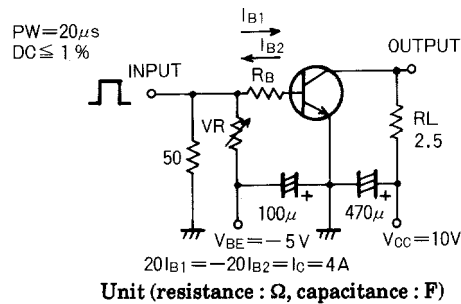 PW=20μs
DC≦1%
INPUT
IB1
IB2
RB
OUTPUT
VR
50
RL
2.5
100μ
+
470μ
+
VBE=-5V
VCC=10V
20IB1=-20IB2=IC=4A
Unit (resistance : Ω, capacitance : F)